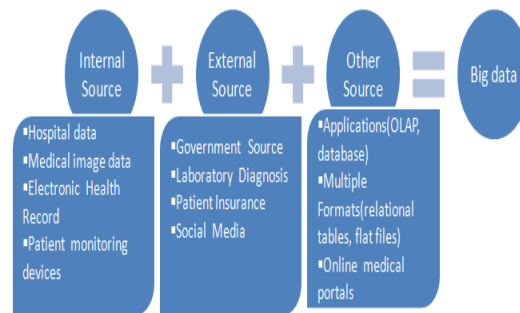 Internal
Source
External
Source
Other
Source
Big data
▪Hospital data
▪Medical image data
▪Electronic Health
Record
▪Patient monitoring
devices
▪Government Source
▪Laboratory Diagnosis
▪Patient Insurance
▪Social Media
▪Applications(OLAP,
database)
▪Multiple
Formats(relational
tables, flat files)
▪Online medical
portals